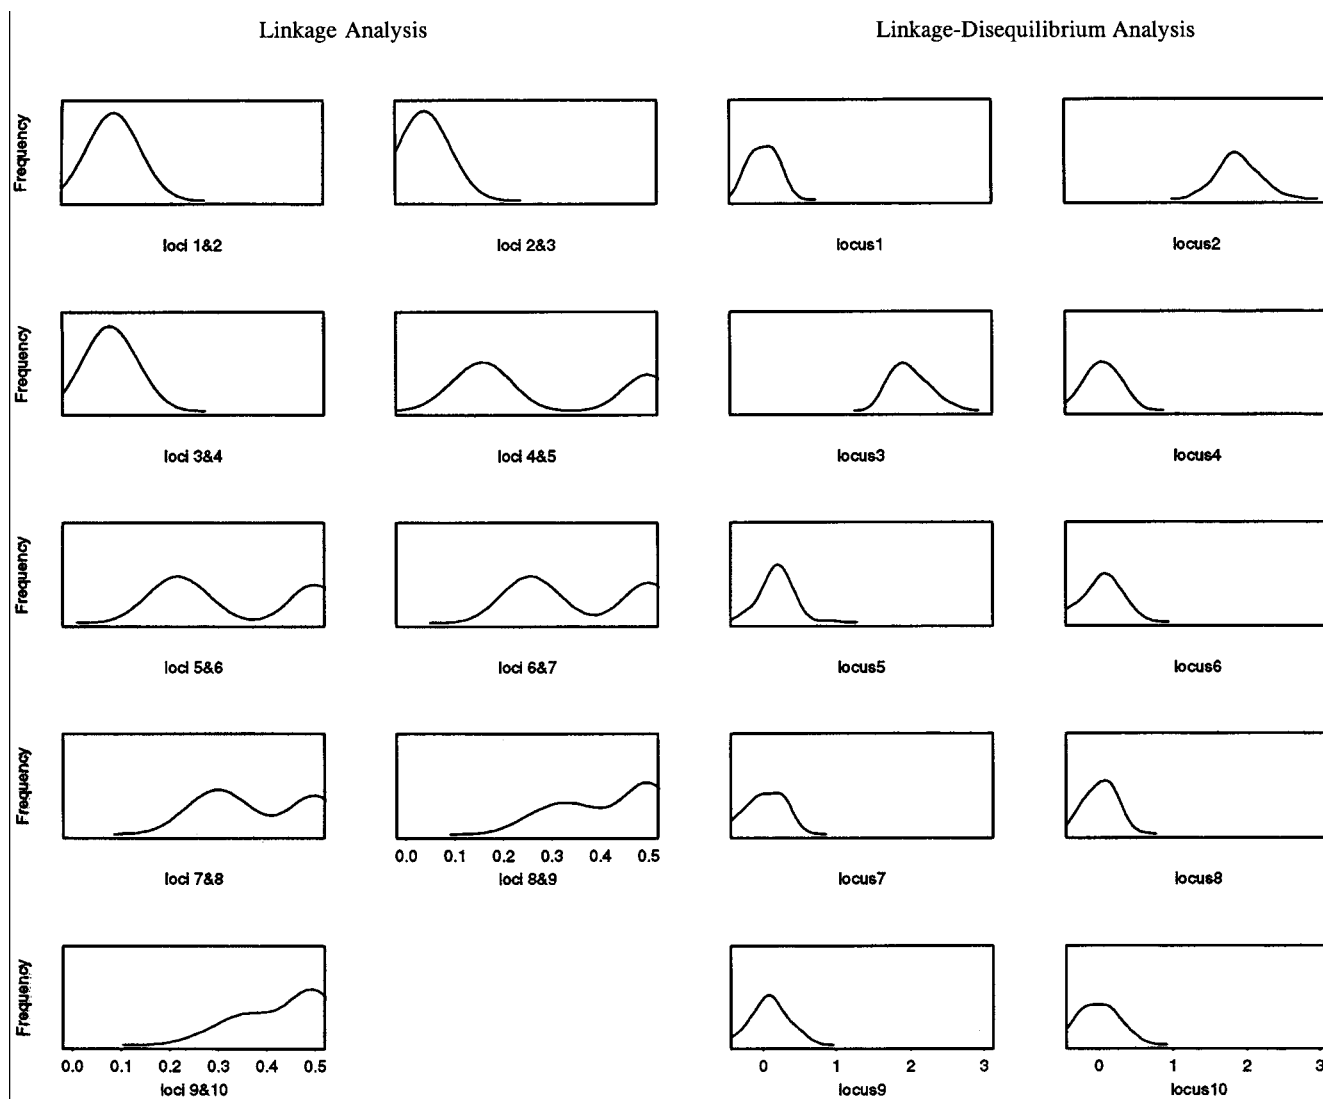 Linkage Analysis
Linkage-Disequilibrium Analysis
Frequency
loci 1&2
loci 2&3
locus1
locus2
Frequency
loci 3&4
loci 4&5
locus3
locus4
Frequency
loci 5&6
loci 6&7
locus5
locus6
Frequency
0.0 0.1 0.2 0.3 0.4 0.5
loci 7&8
loci 8&9
locus7
locus8
Frequency
0.0 0.1 0.2 0.3 0.4 0.5
loci 9&10
0 1 2 3
locus9
0 1 2 3
locus10